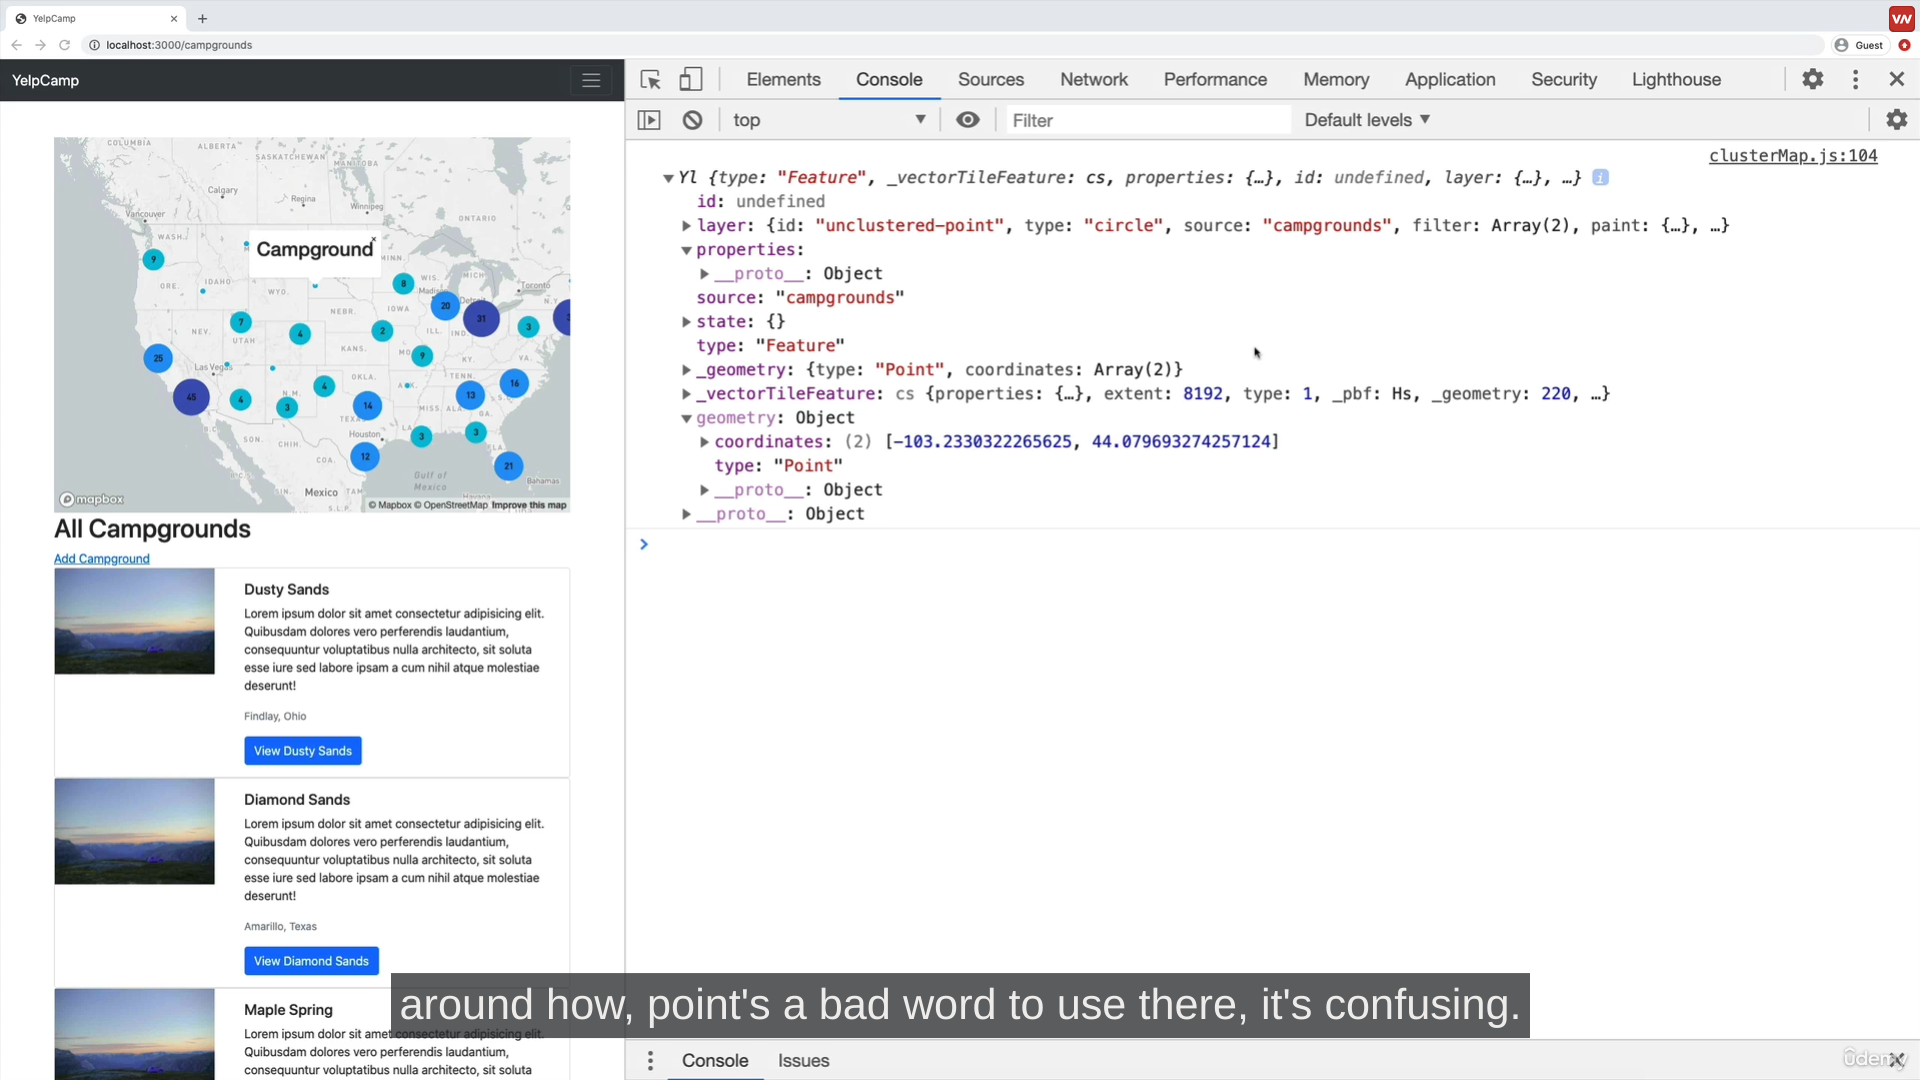 YelpCamp
localhost:3000/campgrounds
Guest
YelpCamp
COLUMBIA
ALBERTA
SASKATCHEWAN
MANITOBA
Calgary
Regina
Winnipeg
Vancouver
ONTARIO
WASH.
Campground
×
9
ORE.
IDAHO
WYD.
8
WIS.
MICH
Toronto
Madison
Detroit
20
31
3
7
4
NEBR.
IOWA
2
ILL.
IND
NEV.
UTAH
25
KANS.
9
KY.
VA.
Las Vegas
45
4
3
N.M.
4
OKLA.
14
TENN.
13
16
MISS.
ALA.
GA.
TEXAS
Houston
3
3
B.C.
SON.
CHIH.
COA.
12
21
Gulf of
Mexico
Bahamas
B.C.S.
SIN.
Mexico
TAM
Havana
mapbox
© Mapbox © OpenStreetMap Improve this map
All Campgrounds
Add Campground
Dusty Sands
Lorem ipsum dolor sit amet consectetur adipisicing elit.
Quibusdam dolores vero perferendis laudantium,
consequuntur voluptatibus nulla architecto, sit soluta
esse iure sed labore ipsam a cum nihil atque molestiae
deserunt!
Findlay, Ohio
View Dusty Sands
Diamond Sands
Lorem ipsum dolor sit amet consectetur adipisicing elit.
Quibusdam dolores vero perferendis laudantium,
consequuntur voluptatibus nulla architecto, sit soluta
esse iure sed labore ipsam a cum nihil atque molestiae
deserunt!
Amarillo, Texas
View Diamond Sands
Maple Spring
Lorem ipsum dolor sit amet consectetur adipisicing elit.
Quibusdam dolores vero perferendis laudantium,
consequuntur voluptatibus nulla architecto, sit soluta
Elements Console Sources Network Performance Memory Application Security Lighthouse
top Filter Default levels
clusterMap.js:104
Yl {type: "Feature", _vectorTileFeature: cs, properties: {…}, id: undefined, layer: {…}, …}
id: undefined
layer: {id: "unclustered-point", type: "circle", source: "campgrounds", filter: Array(2), paint: {…}, …}
properties:
__proto__: Object
source: "campgrounds"
state: {}
type: "Feature"
_geometry: {type: "Point", coordinates: Array(2)}
_vectorTileFeature: cs {properties: {…}, extent: 8192, type: 1, _pbf: Hs, _geometry: 220, …}
geometry: Object
coordinates: (2) [-103.2330322265625, 44.079693274257124]
type: "Point"
__proto__: Object
__proto__: Object
around how, point's a bad word to use there, it's confusing.
Console Issues
ûdemy